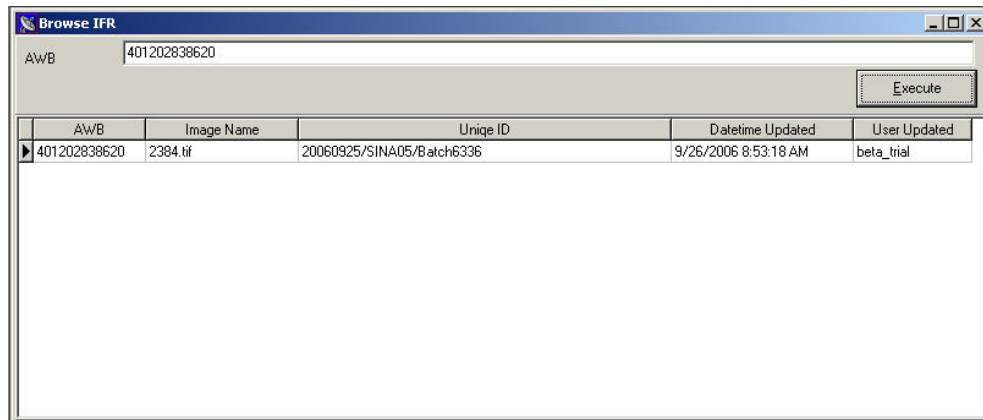 Browse IFR
AWB 401202838620
Execute
AWB Image Name Uniqe ID Datetime Updated User Updated
401202838620 2384.tif 20060925/SINA05/Batch6336 9/26/2006 8:53:18 AM beta_trial